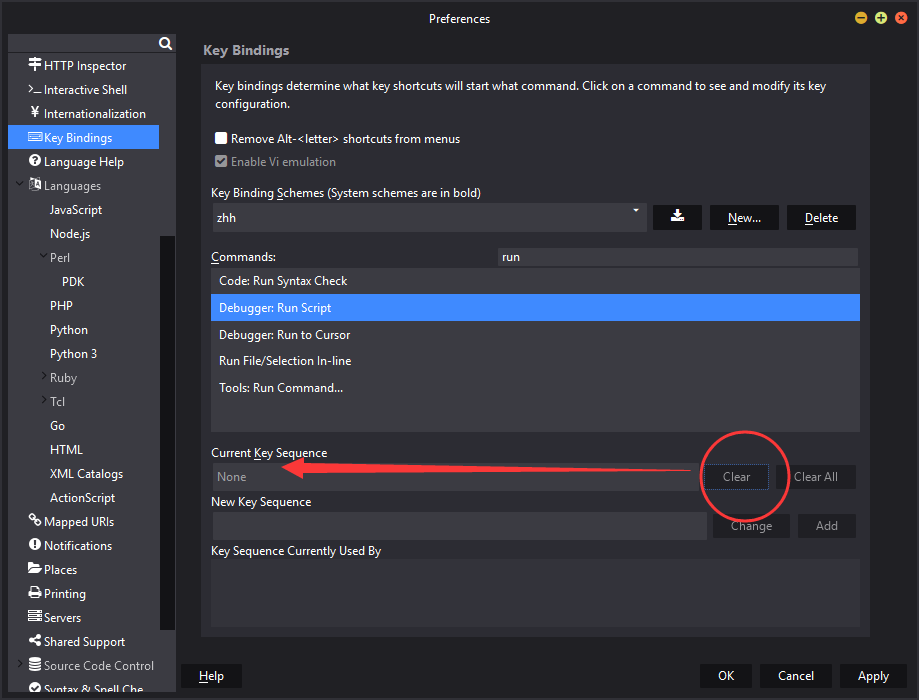 Preferences
HTTP Inspector
Interactive Shell
Internationalization
Key Bindings
Language Help
Languages
JavaScript
Node.js
Perl
PDK
PHP
Python
Python 3
Ruby
Tcl
Go
HTML
XML Catalogs
ActionScript
Mapped URIs
Notifications
Places
Printing
Servers
Shared Support
Source Code Control
Syntax & Spell Che
Key Bindings
Key bindings determine what key shortcuts will start what command. Click on a command to see and modify its key
configuration.
Remove Alt-<letter> shortcuts from menus
Enable Vi emulation
Key Binding Schemes (System schemes are in bold)
zhh New... Delete
Commands: run
Code: Run Syntax Check
Debugger: Run Script
Debugger: Run to Cursor
Run File/Selection In-line
Tools: Run Command...
Current Key Sequence
None Clear Clear All
New Key Sequence
Change Add
Key Sequence Currently Used By
Help OK Cancel Apply